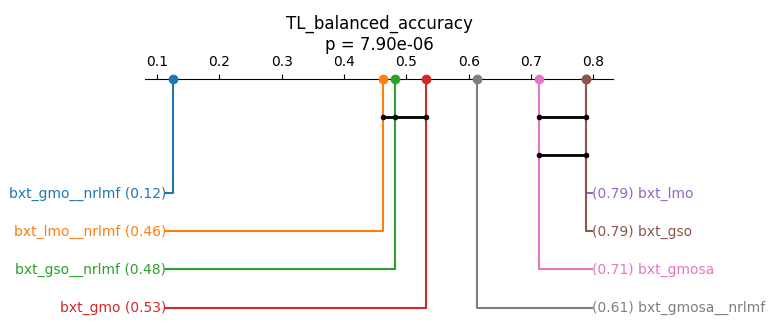 TL_balanced_accuracy
p = 7.90e-06
0.1 0.2 0.3 0.4 0.5 0.6 0.7 0.8
bxt_gmo__nrlmf (0.12) (0.79) bxt_lmo
bxt_lmo__nrlmf (0.46) (0.79) bxt_gso
bxt_gso__nrlmf (0.48) (0.71) bxt_gmosa
bxt_gmo (0.53) (0.61) bxt_gmosa__nrlmf